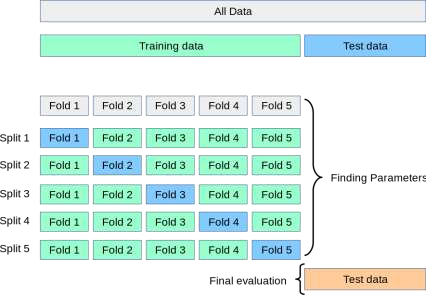 All Data
Training data Test data
Fold 1 Fold 2 Fold 3 Fold 4 Fold 5
Split 1 Fold 1 Fold 2 Fold 3 Fold 4 Fold 5
Split 2 Fold 1 Fold 2 Fold 3 Fold 4 Fold 5
Finding Parameters
Split 3 Fold 1 Fold 2 Fold 3 Fold 4 Fold 5
Split 4 Fold 1 Fold 2 Fold 3 Fold 4 Fold 5
Split 5 Fold 1 Fold 2 Fold 3 Fold 4 Fold 5
Final evaluation Test data